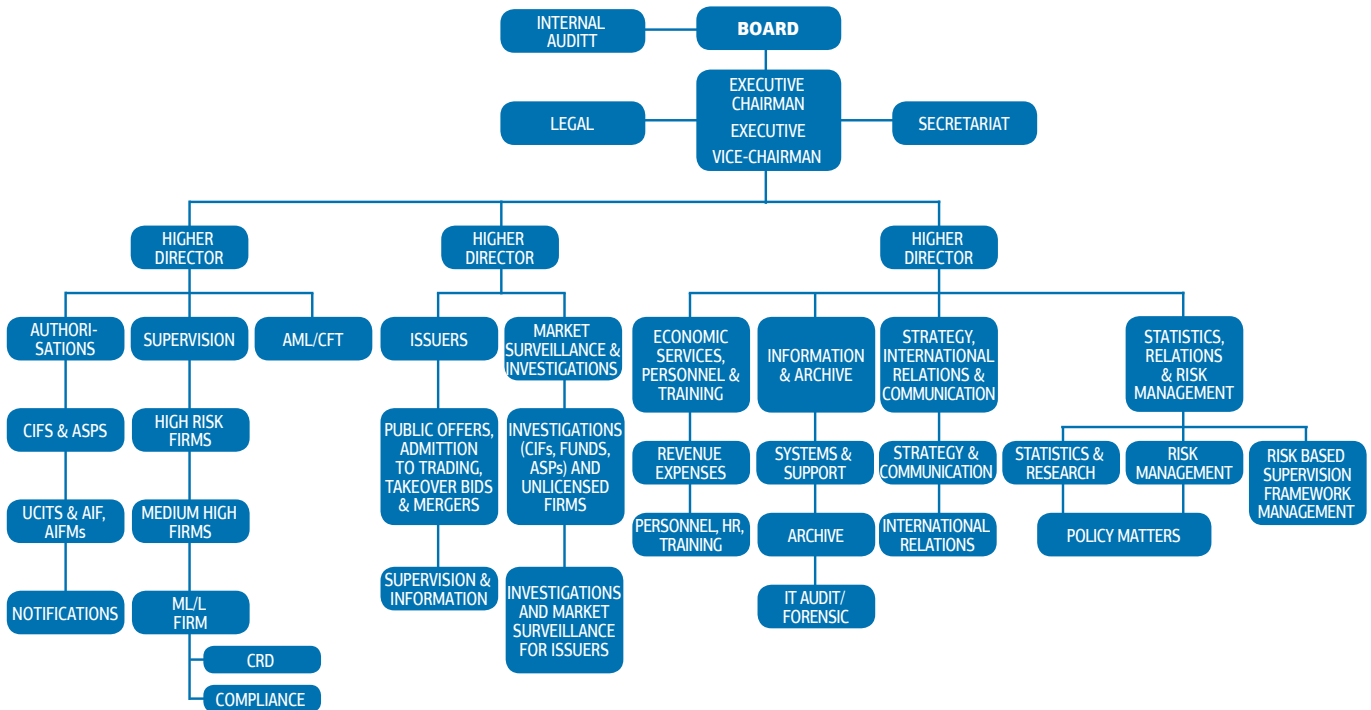 INTERNAL
AUDITT
BOARD
EXECUTIVE
CHAIRMAN
EXECUTIVE
VICE-CHAIRMAN
LEGAL
SECRETARIAT
HIGHER
DIRECTOR
HIGHER
DIRECTOR
HIGHER
DIRECTOR
AUTHORI-
SATIONS
SUPERVISION
AML/CFT
ISSUERS
MARKET
SURVEILLANCE &
INVESTIGATIONS
ECONOMIC
SERVICES,
PERSONNEL &
TRAINING
INFORMATION
& ARCHIVE
STRATEGY,
INTERNATIONAL
RELATIONS &
COMMUNICATION
STATISTICS,
RELATIONS
& RISK
MANAGEMENT
CIFS & ASPS
HIGH RISK
FIRMS
PUBLIC OFFERS,
ADMITTION
TO TRADING,
TAKEOVER BIDS
& MERGERS
INVESTIGATIONS
(CIFs, FUNDS,
ASPs) AND
UNLICENSED
FIRMS
REVENUE
EXPENSES
SYSTEMS &
SUPPORT
STRATEGY &
COMMUNICATION
STATISTICS &
RESEARCH
RISK
MANAGEMENT
RISK BASED
SUPERVISION
FRAMEWORK
MANAGEMENT
UCITS & AIF,
AIFMs
MEDIUM HIGH
FIRMS
PERSONNEL, HR,
TRAINING
ARCHIVE
INTERNATIONAL
RELATIONS
POLICY MATTERS
NOTIFICATIONS
ML/L
FIRM
SUPERVISION &
INFORMATION
INVESTIGATIONS
AND MARKET
SURVEILLANCE
FOR ISSUERS
IT AUDIT/
FORENSIC
CRD
COMPLIANCE